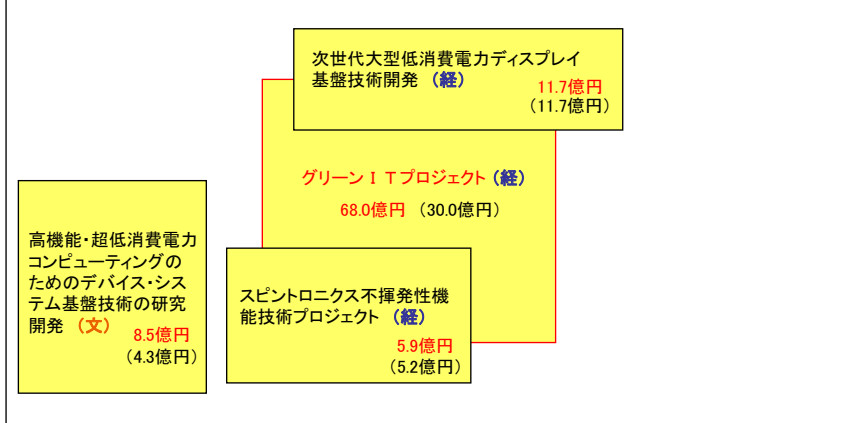 次世代大型低消費電力ディスプレイ
基盤技術開発 (経)
11.7億円
(11.7億円)
グリーンITプロジェクト(経)
68.0億円 (30.0億円)
高機能・超低消費電力
コンピューティングの
ためのデバイス・シス
テム基盤技術の研究
開発 (文)
8.5億円
(4.3億円)
スピントロニクス不揮発性機
能技術プロジェクト (経)
5.9億円
(5.2億円)